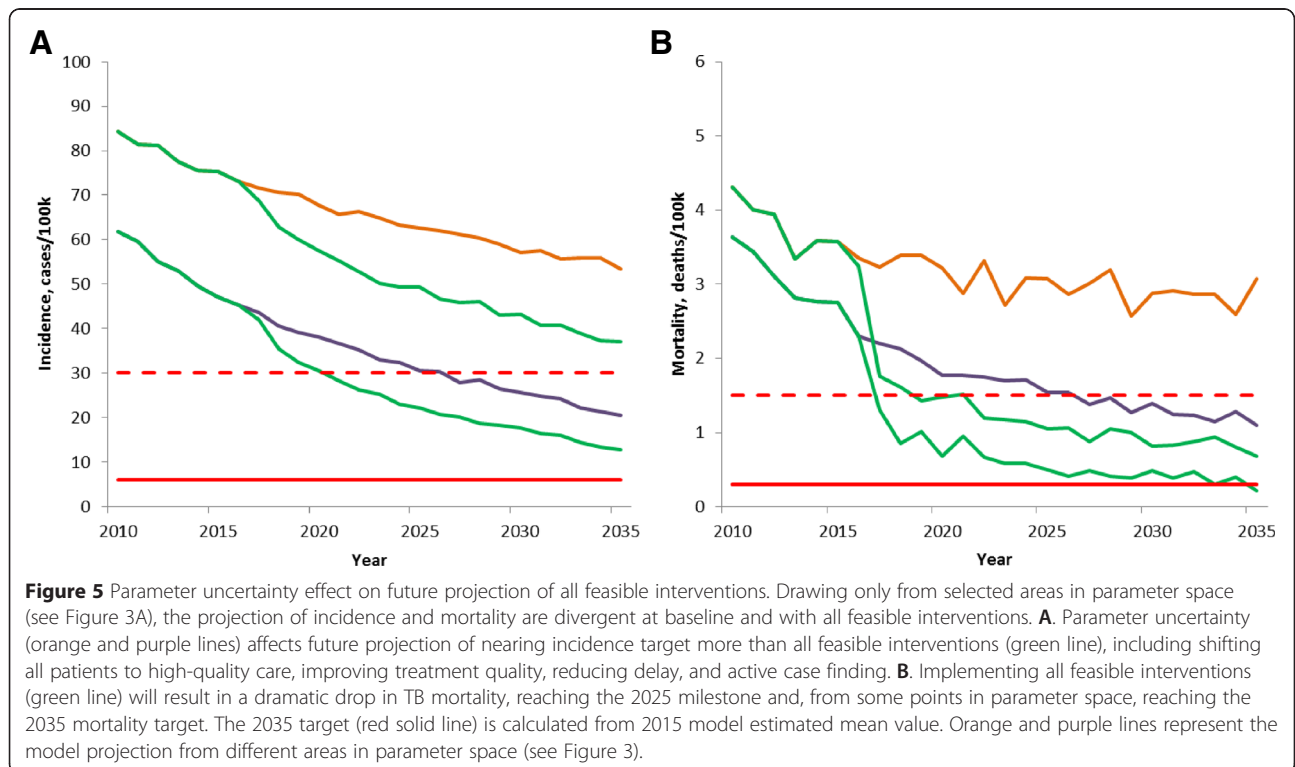 A
100
90
80
70
60
50
40
30
20
10
0
Incidence, cases/100k
2010 2015 2020 2025 2030 2035
Year
B
6
5
4
3
2
1
0
Mortality, deaths/100k
2010 2015 2020 2025 2030 2035
Year
Figure 5 Parameter uncertainty effect on future projection of all feasible interventions. Drawing only from selected areas in parameter space
(see Figure 3A), the projection of incidence and mortality are divergent at baseline and with all feasible interventions. A. Parameter uncertainty
(orange and purple lines) affects future projection of nearing incidence target more than all feasible interventions (green line), including shifting
all patients to high-quality care, improving treatment quality, reducing delay, and active case finding. B. Implementing all feasible interventions
(green line) will result in a dramatic drop in TB mortality, reaching the 2025 milestone and, from some points in parameter space, reaching the
2035 mortality target. The 2035 target (red solid line) is calculated from 2015 model estimated mean value. Orange and purple lines represent the
model projection from different areas in parameter space (see Figure 3).